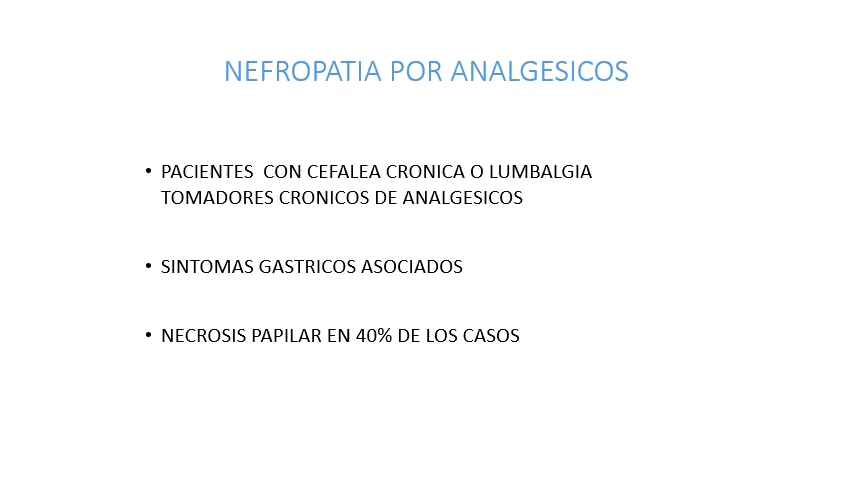 NEFROPATIA POR ANALGESICOS
• PACIENTES  CON CEFALEA CRONICA O LUMBALGIA
TOMADORES CRONICOS DE ANALGESICOS
• SINTOMAS GASTRICOS ASOCIADOS
• NECROSIS PAPILAR EN 40% DE LOS CASOS